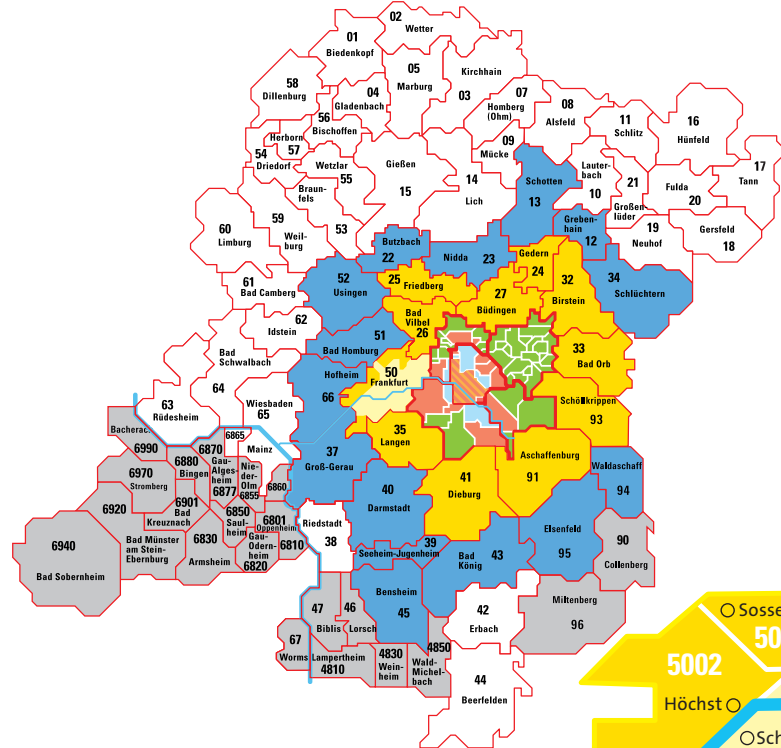 02
Wetter
01
Biedenkopf
05
Marburg
Kirchhain
03
58
Dillenburg
04
Gladenbach
07
Homberg
(Ohm)
08
Alsfeld
11
Schlitz
16
Hünfeld
56
Bischoffen
Herborn
57
54
Driedorf
Wetzlar
55
Gießen
15
09
Mücke
14
Lich
Schotten
13
Lauter-
bach
10
21
Großen-
lüder
Fulda
20
17
Tann
Braun-
fels
59
Weil-
burg
53
60
Limburg
Greben-
hain
12
19
Neuhof
Gersfeld
18
Butzbach
22
Nidda
23
Gedern
24
32
Birstein
34
Schlüchtern
61
Bad Camberg
52
Usingen
25
Friedberg
27
Büdingen
62
Idstein
Bad
Vilbel
26
51
Bad Homburg
33
Bad Orb
Bad
Schwalbach
64
Hofheim
66
50
Frankfurt
Schöllkrippen
93
63
Rüdesheim
Wiesbaden
65
35
Langen
Bacherac.
6990
6865
Mainz
37
Groß-Gerau
Aschaffenburg
91
Waldaschaff
94
6970
Stromberg
6880
Bingen
6870
Gau-
AlgES-
heim
6877
Nie-
der-
Olm
6855
6860
41
Dieburg
40
Darmstadt
6920
6901
Bad
Kreuznach
6850
Saul-
heim
6801
Oppenheim
Riedstadt
38
Elsenfeld
95
90
Collenberg
6940
Bad Sobernheim
Bad Münster
am Stein-
Ebernburg
6830
Armsheim
Gau-
Odern-
heim
6820
6810
39
Seeheim-Jugenheim
Bad
König
43
Bensheim
45
Miltenberg
96
47
Biblis
46
Lorsch
42
Erbach
67
Worms
Lampertheim
4810
4830
Wein-
heim
4850
Wald-
Michel-
bach
44
Beerfelden
Sosse
50
5002
Höchst
Sch